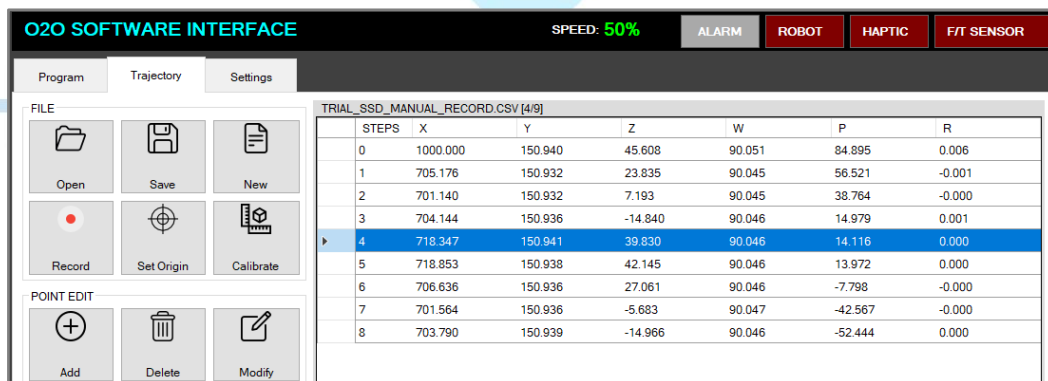 O2O SOFTWARE INTERFACE SPEED: 50% ALARM ROBOT HAPTIC F/T SENSOR
Program Trajectory Settings
FILE
Open Save New
Record Set Origin Calibrate
POINT EDIT
Add Delete Modify
TRIAL_SSD_MANUAL_RECORD.CSV [4/9]
STEPS X Y Z W P R
0 1000.000 150.940 45.608 90.051 84.895 0.006
1 705.176 150.932 23.835 90.045 56.521 -0.001
2 701.140 150.932 7.193 90.045 38.764 -0.000
3 704.144 150.936 -14.840 90.046 14.979 0.001
4 718.347 150.941 39.830 90.046 14.116 0.000
5 718.853 150.938 42.145 90.046 13.972 0.000
6 706.636 150.936 27.061 90.046 -7.798 -0.000
7 701.564 150.936 -5.683 90.047 -42.567 -0.000
8 703.790 150.939 -14.966 90.046 -52.444 0.000